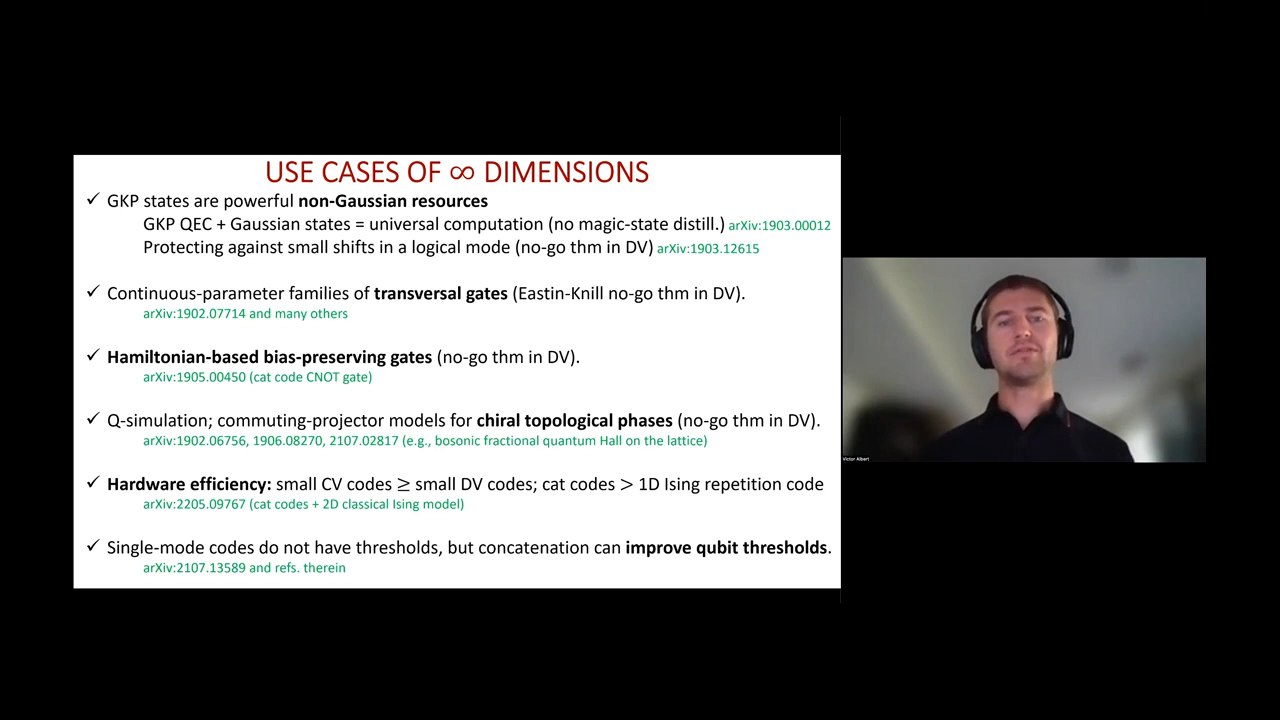 USE CASES OF ∞ DIMENSIONS
✓ GKP states are powerful non-Gaussian resources
GKP QEC + Gaussian states = universal computation (no magic-state distill.) arXiv:1903.00012
Protecting against small shifts in a logical mode (no-go thm in DV) arXiv:1903.12615
✓ Continuous-parameter families of transversal gates (Eastin-Knill no-go thm in DV).
arXiv:1902.07714 and many others
✓ Hamiltonian-based bias-preserving gates (no-go thm in DV).
arXiv:1905.00450 (cat code CNOT gate)
✓ Q-simulation; commuting-projector models for chiral topological phases (no-go thm in DV).
arXiv:1902.06756, 1906.08270, 2107.02817 (e.g., bosonic fractional quantum Hall on the lattice)
✓ Hardware efficiency: small CV codes ≥ small DV codes; cat codes > 1D Ising repetition code
arXiv:2205.09767 (cat codes + 2D classical Ising model)
✓ Single-mode codes do not have thresholds, but concatenation can improve qubit thresholds.
arXiv:2107.13589 and refs. therein
Victor Albert